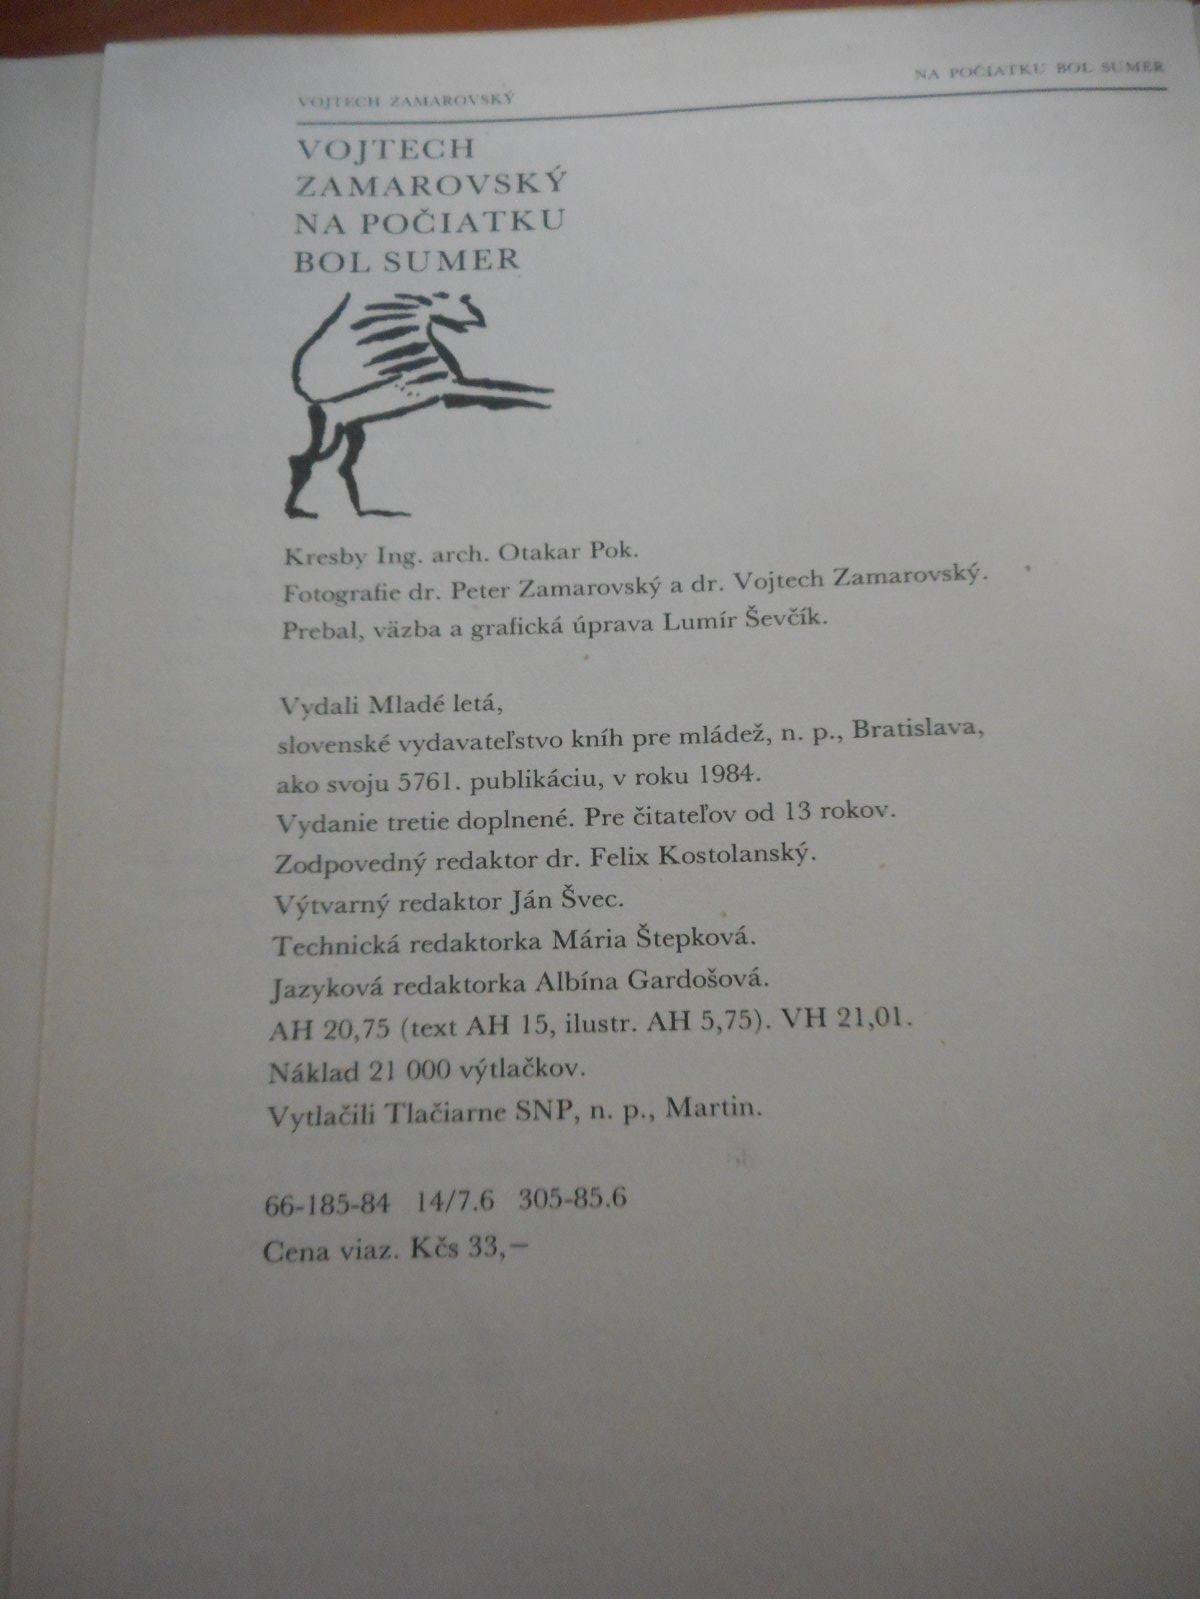 VOJTECH ZAMAROVSKÝ
NA POČIATKU BOL SUMER
VOJTECH
ZAMAROVSKÝ
NA POČIATKU
BOL SUMER
Kresby Ing. arch. Otakar Pok.
Fotografie dr. Peter Zamarovský a dr. Vojtech Zamarovský.
Prebal, väzba a grafická úprava Lumír Ševčík.
Vydali Mladé letá,
slovenské vydavateľstvo kníh pre mládež, n. p., Bratislava,
ako svoju 5761. publikáciu, v roku 1984.
Vydanie tretie doplnené. Pre čitateľov od 13 rokov.
Zodpovedný redaktor dr. Felix Kostolanský.
Výtvarný redaktor Ján Švec.
Technická redaktorka Mária Štepková.
Jazyková redaktorka Albína Gardošová.
AH 20,75 (text AH 15, ilustr. AH 5,75). VH 21,01.
Náklad 21 000 výtlačkov.
Vytlačili Tlačiarne SNP, n. p., Martin.
66-185-84 14/7.6 305-85.6
Cena viaz. Kčs 33,–